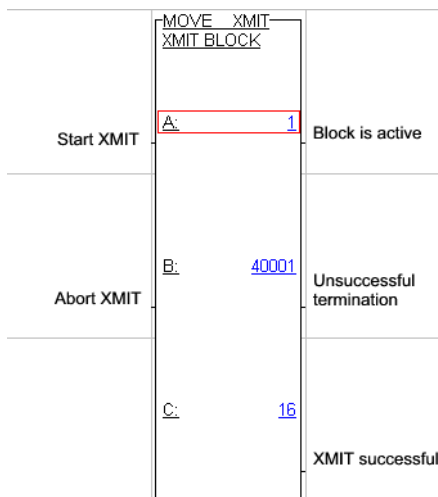 MOVE XMIT
XMIT BLOCK
A: 1
Start XMIT
Block is active
B: 40001
Abort XMIT
Unsuccessful
termination
C: 16
XMIT successful